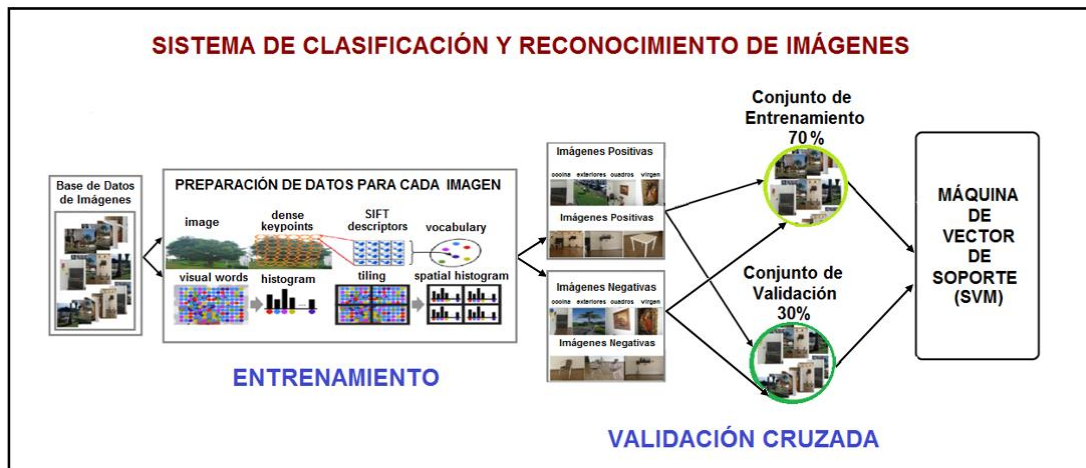 SISTEMA DE CLASIFICACIÓN Y RECONOCIMIENTO DE IMÁGENES
Base de Datos
de Imágenes
PREPARACIÓN DE DATOS PARA CADA IMAGEN
image
dense
keypoints
SIFT
descriptors
vocabulary
visual words
histogram
tiling
spatial histogram
ENTRENAMIENTO
Imágenes Positivas
cocina exteriores cuadros virgen
Imágenes Positivas
Imágenes Negativas
cocina exteriores cuadros virgen
Imágenes Negativas
Conjunto de
Entrenamiento
70%
Conjunto de
Validación
30%
VALIDACIÓN CRUZADA
MÁQUINA
DE
VECTOR
DE
SOPORTE
(SVM)